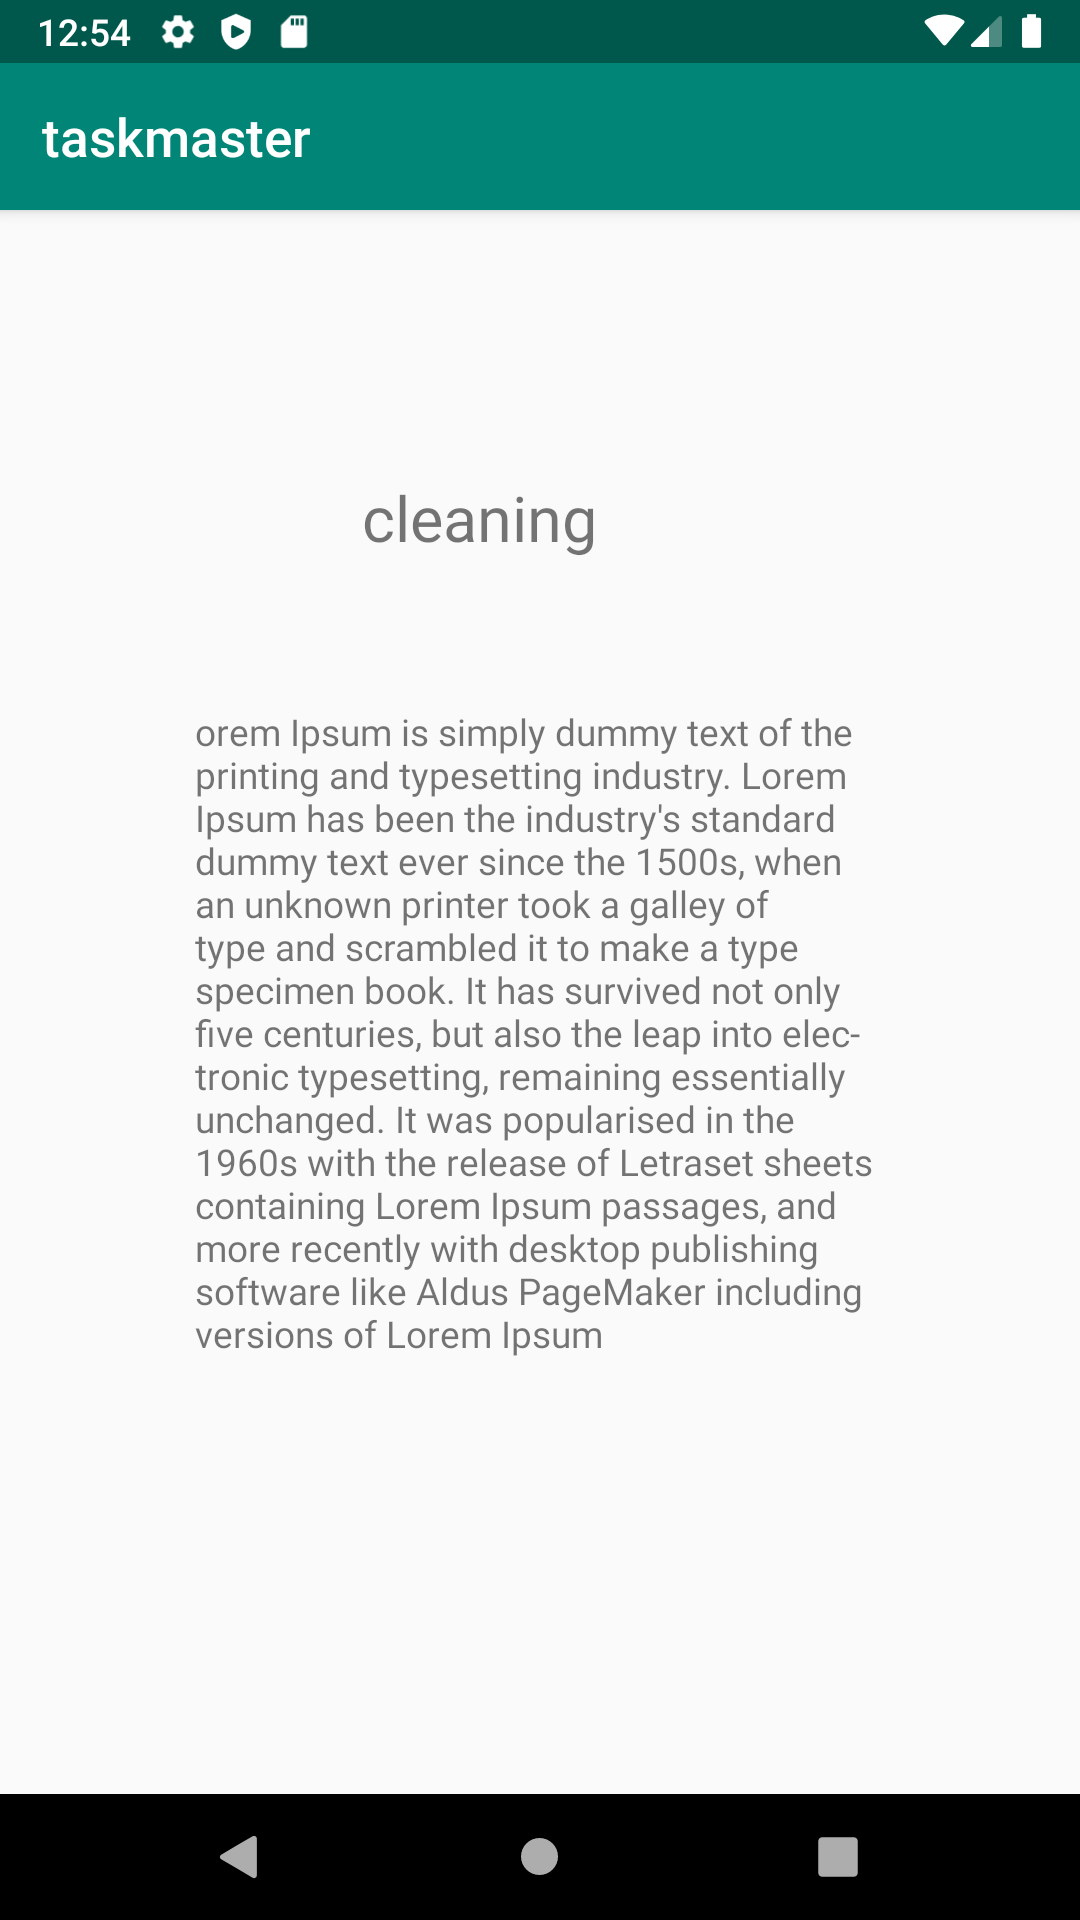 12:54
taskmaster
cleaning
orem Ipsum is simply dummy text of the
printing and typesetting industry. Lorem
Ipsum has been the industry's standard
dummy text ever since the 1500s, when
an unknown printer took a galley of
type and scrambled it to make a type
specimen book. It has survived not only
five centuries, but also the leap into elec-
tronic typesetting, remaining essentially
unchanged. It was popularised in the
1960s with the release of Letraset sheets
containing Lorem Ipsum passages, and
more recently with desktop publishing
software like Aldus PageMaker including
versions of Lorem Ipsum